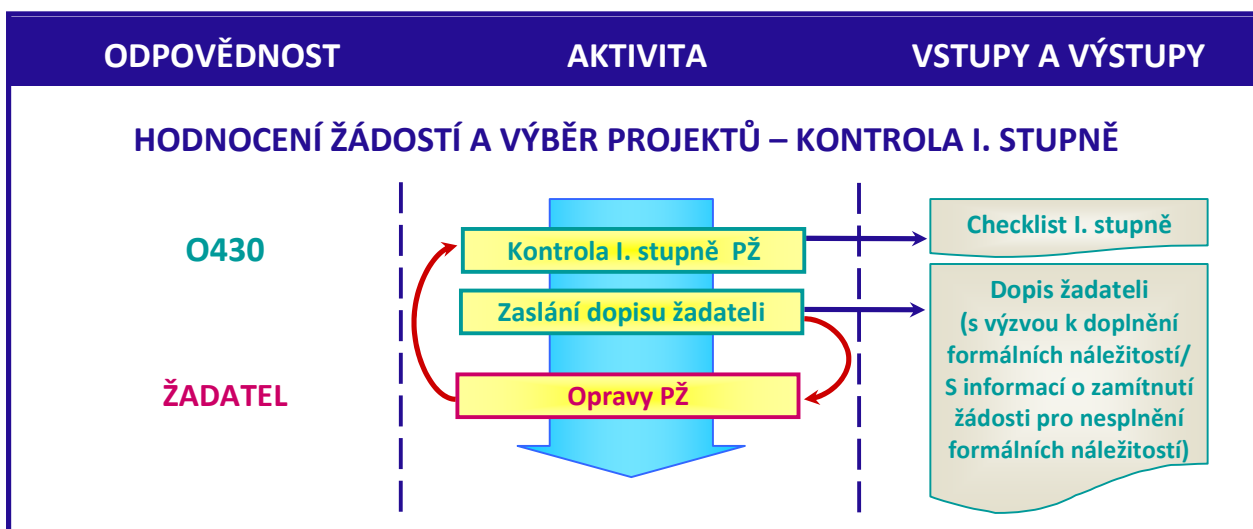 ODPOVĚDNOST
AKTIVITA
VSTUPY A VÝSTUPY
HODNOCENÍ ŽÁDOSTÍ A VÝBĚR PROJEKTŮ – KONTROLA I. STUPNĚ
O430
Kontrola I. stupně PŽ
Checklist I. stupně
Zaslání dopisu žadateli
Dopis žadateli
(s výzvou k doplnění
formálních náležitostí/
S informací o zamítnutí
žádosti pro nesplnění
formálních náležitostí)
ŽADATEL
Opravy PŽ